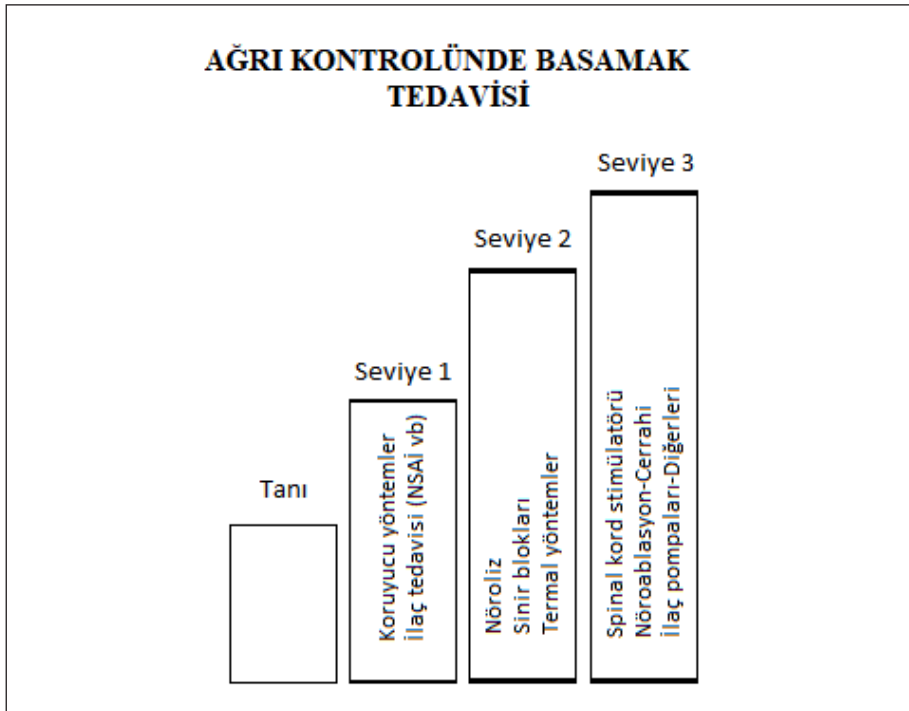 AĞRI KONTROLÜNDE BASAMAK
TEDAVİSİ
Tanı
Seviye 1
Koruyucu yöntemler
İlaç tedavisi (NSAİ vb)
Seviye 2
Nöroliz
Sinir blokları
Termal yöntemler
Seviye 3
Spinal kord stimülatörü
Nöroablasyon-Cerrahi
İlaç pompaları-Diğerleri